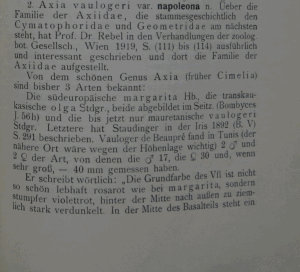 2. Axia vaulogeri var. napoleona n. Ueber die
Familie der Axiidae, die stammesgeschichtlich den
Cymatophoridae und Geometridae am nächsten
steht, hat Prof. Dr. Rebel in den Verhandlungen der zoolog.
bot. Gesellsch., Wien 1919, S. (111) bis (114) ausführlich
und interessant geschrieben und dort die Familie der
Axiidae aufgestellt.
Von dem schönen Genus Axia (früher Cimelia)
sind bisher 3 Arten bekannt:
Die südeuropäische margarita Hb., die transkau-
kasische olga Stdgr., beide abgebildet im Seitz. (Bombyces
t. 56h) und die bis jetzt nur mauretanische vaulogeri
Stdgr. Letztere hat Staudinger in der Iris 1892 (B. V)
S. 291 beschrieben. Vauloger de Beaupré fand in Tunis (der
nähere Ort wäre wegen der Höhenlage wichtig) 2 ♂ und
2 ♀ der Art, von denen die ♂ 17, die ♀ 30 und, wenn
sehr groß, — 40 mm gemessen haben.
Er schreibt wörtlich: „Die Grundfarbe des Vfl ist nicht
so schön lebhaft rosarot wie bei margarita, sondern
stumpfer violettrot, hinter der Mitte nach außen zu ziem-
lich stark verdunkelt. In der Mitte des Basalteils steht ein